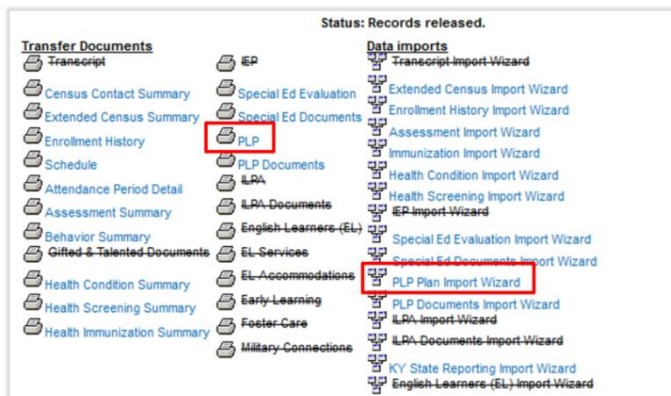 Status: Records released.
Transfer Documents
Transcript
Census Contact Summary
Extended Census Summary
Enrollment History
Schedule
Attendance Period Detail
Assessment Summary
Behavior Summary
Gifted & Talented Documents
Health Condition Summary
Health Screening Summary
Health Immunization Summary
IEP
Special Ed Evaluation
Special Ed Documents
PLP
PLP Documents
ILPA
ILPA Documents
English Learners (EL)
EL Services
EL Accommodations
Early Learning
Foster Care
Military Connections
Data imports
Transcript Import Wizard
Extended Census Import Wizard
Enrollment History Import Wizard
Assessment Import Wizard
Immunization Import Wizard
Health Condition Import Wizard
Health Screening Import Wizard
IEP Import Wizard
Special Ed Evaluation Import Wizard
Special Ed Documents Import Wizard
PLP Plan Import Wizard
PLP Documents Import Wizard
ILPA Import Wizard
ILPA Documents Import Wizard
KY State Reporting Import Wizard
English Learners (EL) Import Wizard